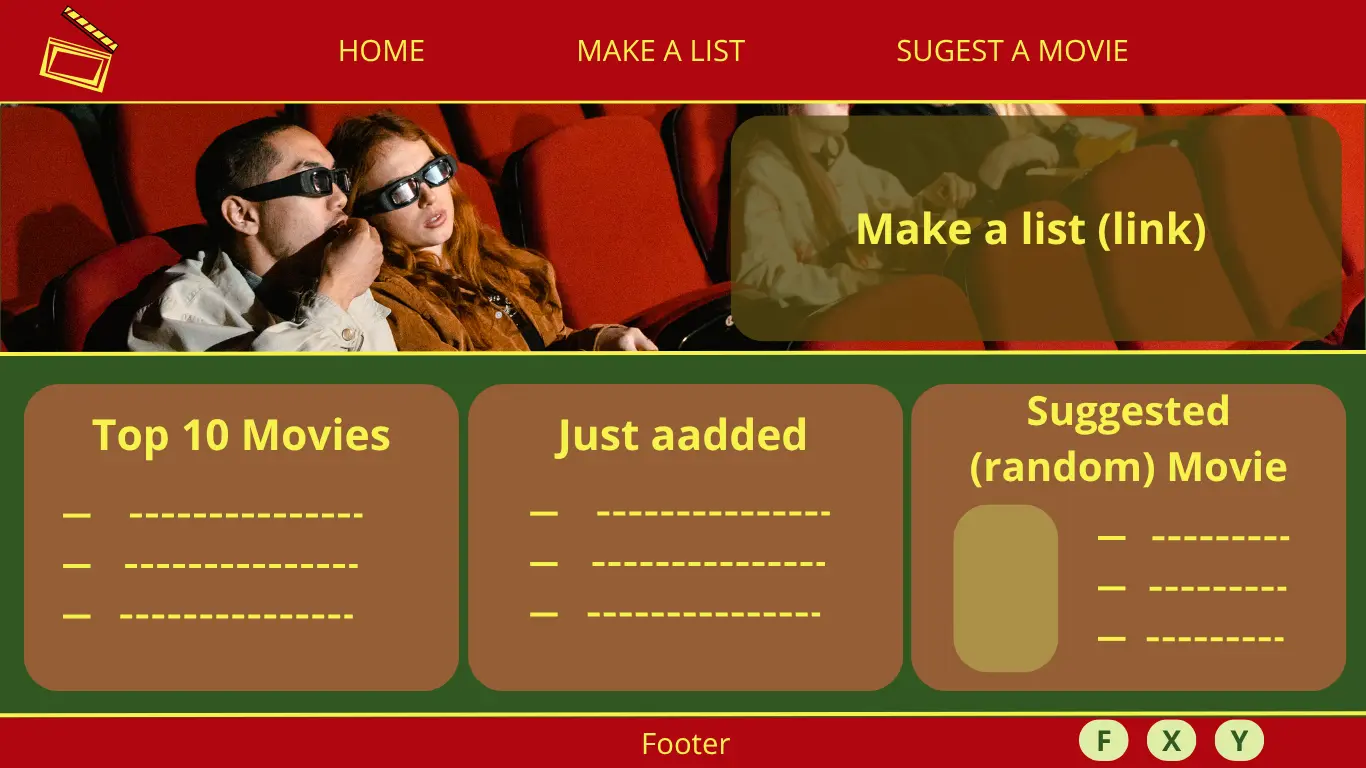 HOME
MAKE A LIST
SUGEST A MOVIE
Make a list (link)
Top 10 Movies
Just aadded
Suggested
(random) Movie
Footer
F
X
Y